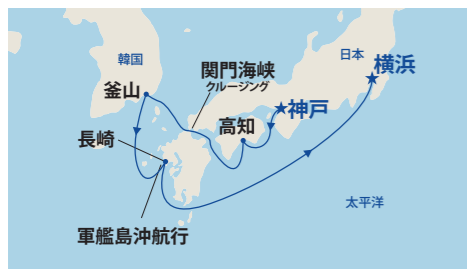 韓国
日本
横浜
関門海峡
クルージング
釜山
神戸
高知
長崎
太平洋
軍艦島沖航行